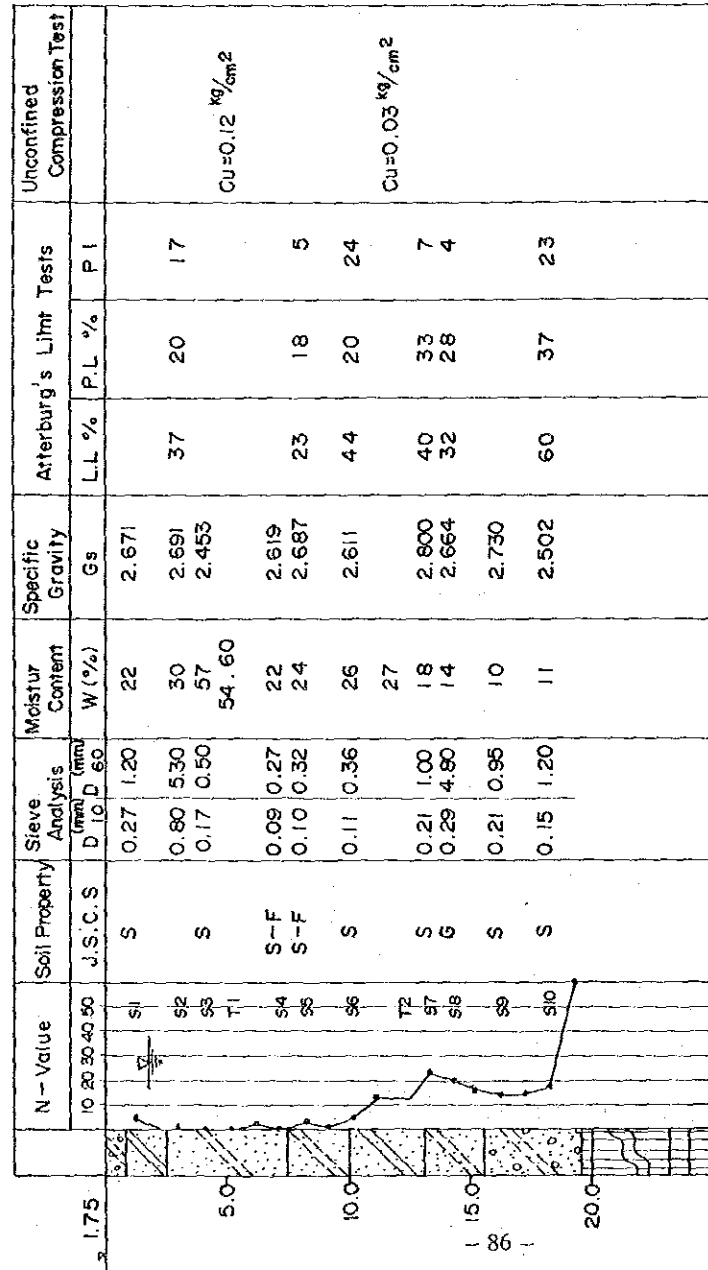 N-Value Soil Property Sieve Analysis Moistur Content Specific Gravity Atterburg's Limt Tests Unconfined Compression Test
1.75 10 20 30 40 50 J.S.C.S D 10 (mm) D 60 (mm) W(%) Gs L.L % P.L % P I
S1 S 0.27 1.20 22 2.671
S2 0.80 5.30 30 2.691 37 20 17
S3 S 0.17 0.50 57 2.453
5.0 T1 54.60 Cu=0.12 kg/cm2
S4 S-F 0.09 0.27 22 2.619
S5 S-F 0.10 0.32 24 2.687 23 18 5
10.0 S6 S 0.11 0.36 26 2.611 44 20 24
T2 27 Cu=0.03 kg/cm2
S7 S 0.21 1.00 18 2.800 40 33 7
S8 G 0.29 4.80 14 2.664 32 28 4
15.0
S9 S 0.21 0.95 10 2.730
S10 S 0.15 1.20 11 2.502 60 37 23
20.0
– 86 –